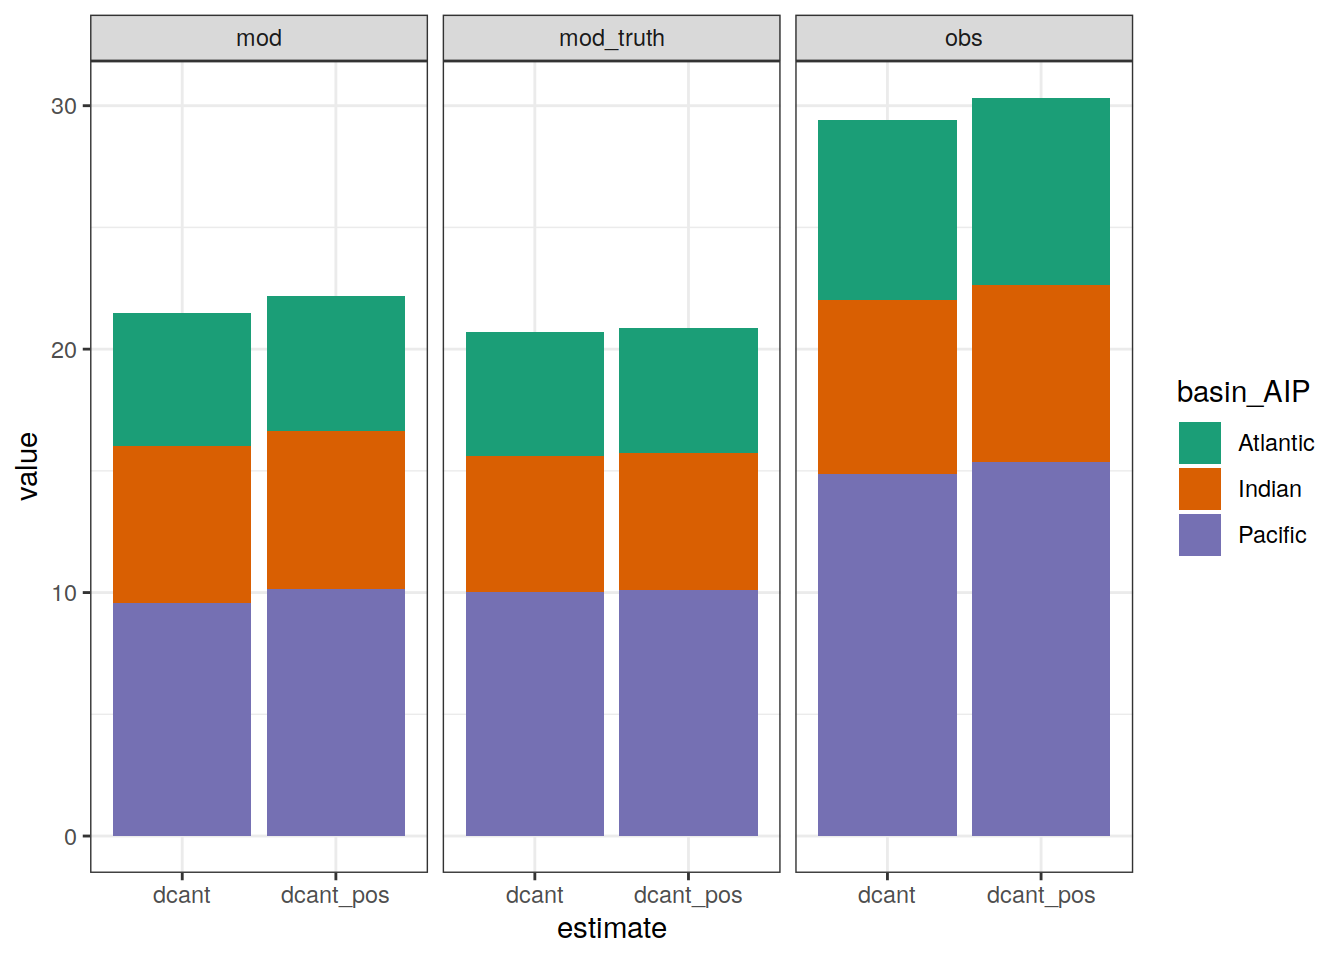 mod
mod_truth
obs
30
20
10
0
value
dcant
dcant_pos
dcant
dcant_pos
dcant
dcant_pos
estimate
basin_AIP
Atlantic
Indian
Pacific